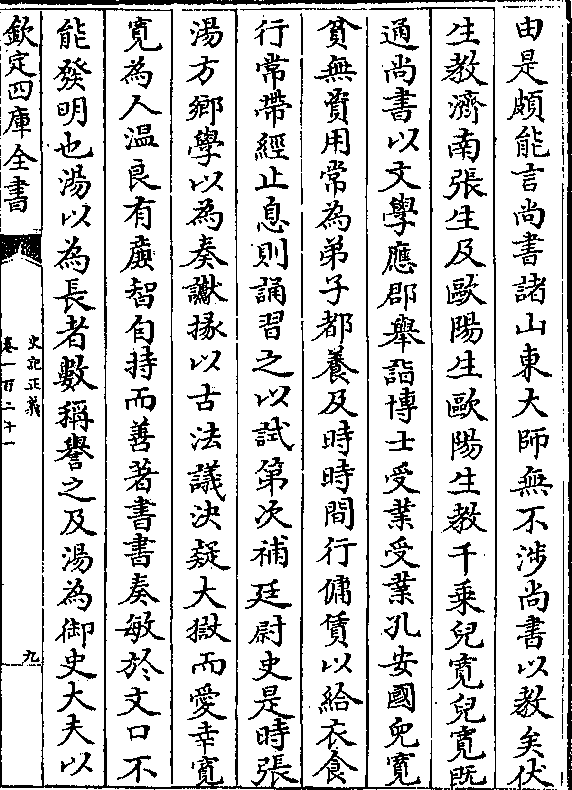 由是頗能言尚書諸山東大師無不涉尚書以教矣伏
生教濟南張生及歐陽生歐陽生教千乘兒寛兒寛既
通尚書以文學應郡舉詣博士受業受業孔安國兒寛
貧無資用常為弟子都養及時時間行傭賃以給衣食
行常帶經止息則誦習之以試第次補廷尉史是時張
湯方鄉學以為奏讞掾以古法議決疑大獄而愛幸寛
寛為人温良有廉智自持而善著書書奏敏於文口不
能發明也湯以為長者數稱譽之及湯為御史大夫以
欽定四庫全書
史記正義
卷一百二十一
九